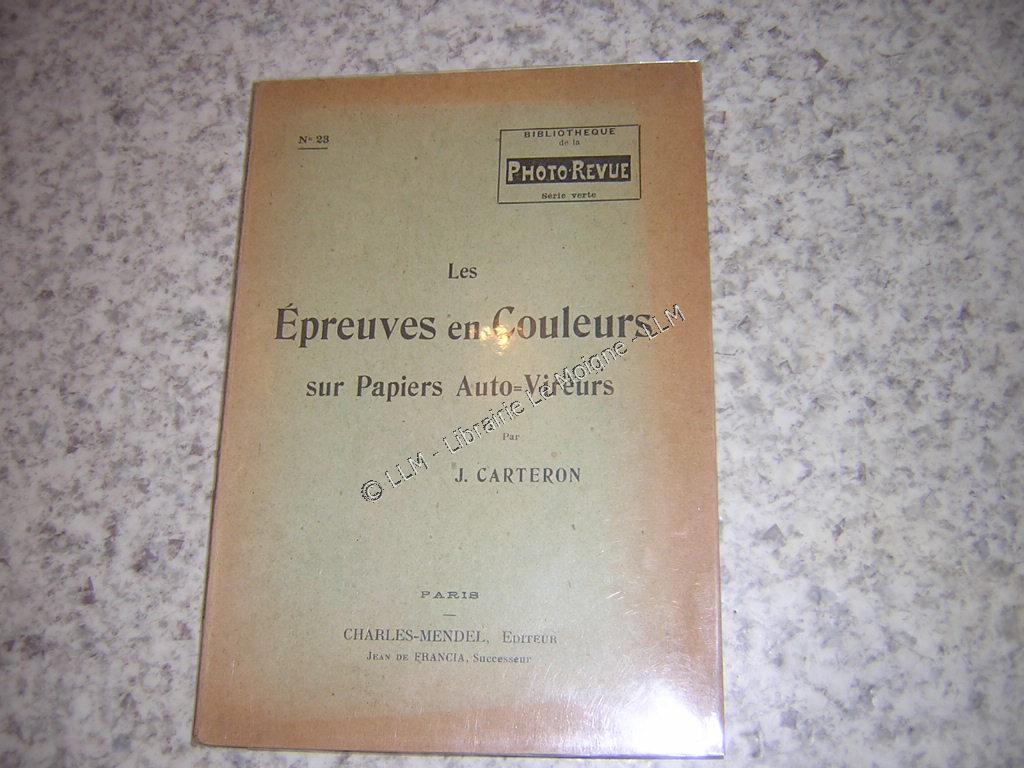 Nº 23
BIBLIOTHEQUE
de la
PHOTO-REVUE
Série verte
Les
Épreuves en Couleurs
sur Papiers Auto=Vireurs
Par
J. CARTERON
© LLM - Librairie Le Moigne - LLM
PARIS
CHARLES-MENDEL, EDITEUR
JEAN DE FRANCIA, Successeur